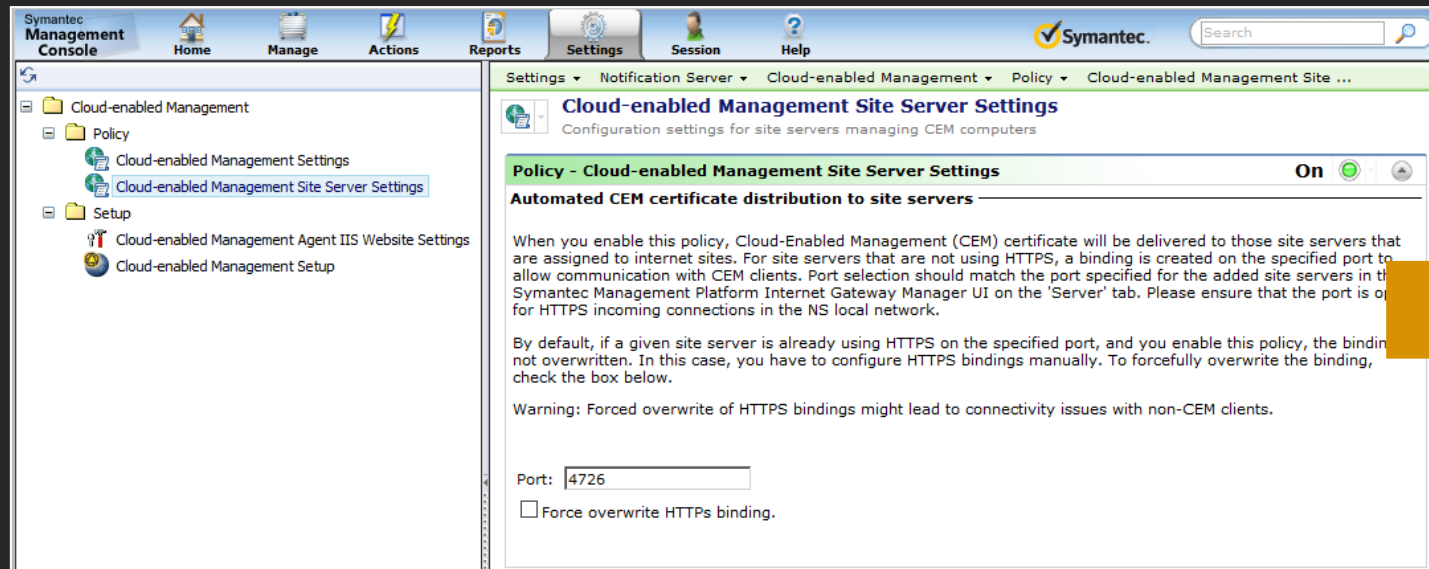 Symantec
Management
Console
Home
Manage
Actions
Reports
Settings
Session
Help
Symantec.
Search
Settings Notification Server Cloud-enabled Management Policy Cloud-enabled Management Site ...
Cloud-enabled Management
Policy
Cloud-enabled Management Settings
Cloud-enabled Management Site Server Settings
Setup
Cloud-enabled Management Agent IIS Website Settings
Cloud-enabled Management Setup
Cloud-enabled Management Site Server Settings
Configuration settings for site servers managing CEM computers
Policy - Cloud-enabled Management Site Server Settings On
Automated CEM certificate distribution to site servers
When you enable this policy, Cloud-Enabled Management (CEM) certificate will be delivered to those site servers that
are assigned to internet sites. For site servers that are not using HTTPS, a binding is created on the specified port to
allow communication with CEM clients. Port selection should match the port specified for the added site servers in
Symantec Management Platform Internet Gateway Manager UI on the 'Server' tab. Please ensure that the port is
for HTTPS incoming connections in the NS local network.
By default, if a given site server is already using HTTPS on the specified port, and you enable this policy, the
not overwritten. In this case, you have to configure HTTPS bindings manually. To forcefully overwrite the binding,
check the box below.
Warning: Forced overwrite of HTTPS bindings might lead to connectivity issues with non-CEM clients.
Port: 4726
Force overwrite HTTPs binding.